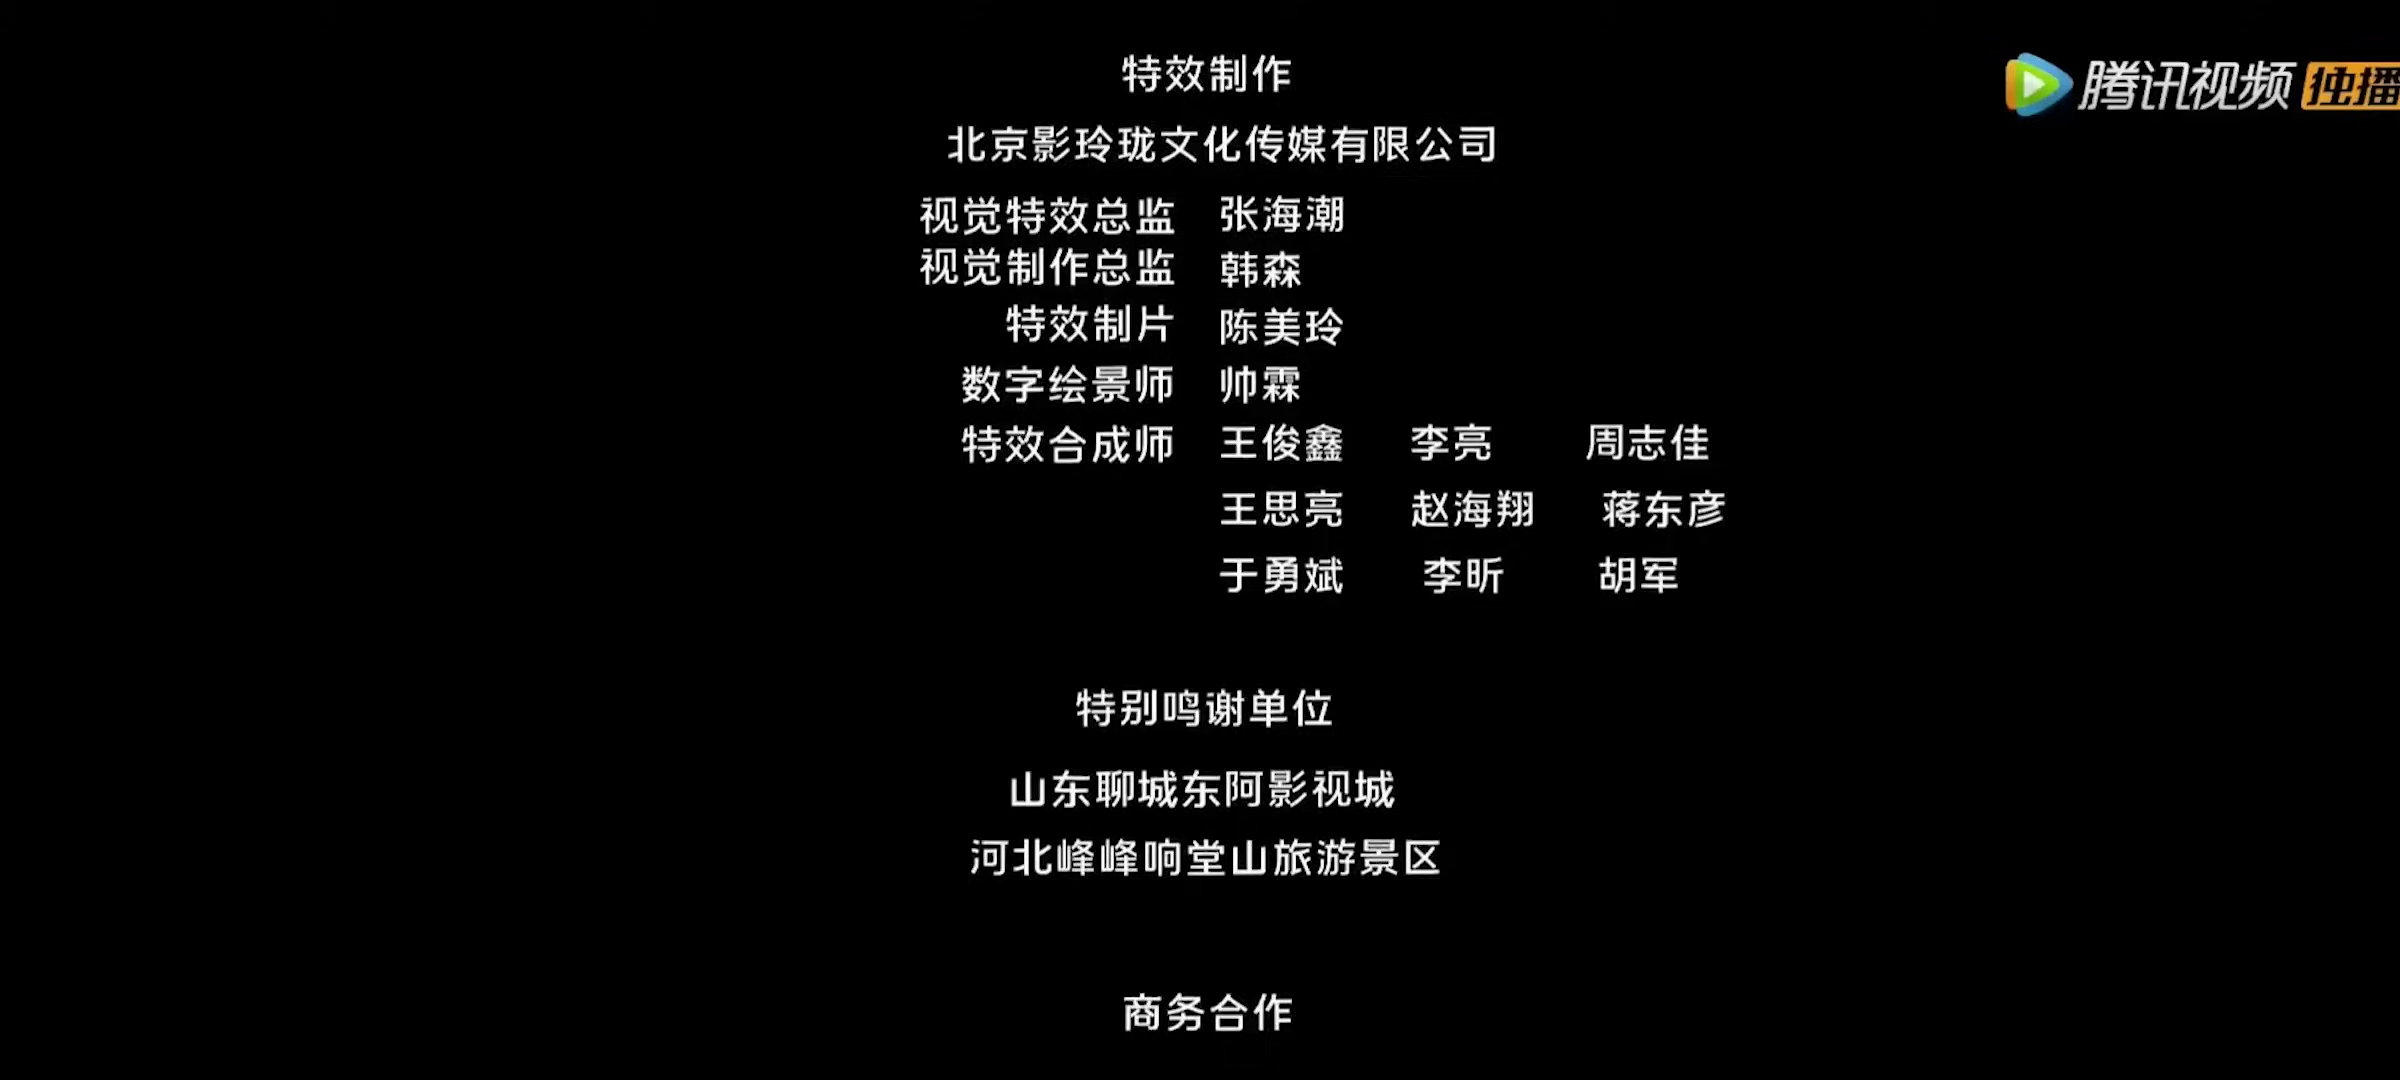 特效制作
腾讯视频 独播
北京影玲珑文化传媒有限公司
视觉特效总监 张海潮
视觉制作总监 韩森
特效制片 陈美玲
数字绘景师 帅霖
特效合成师 王俊鑫 李亮 周志佳
王思亮 赵海翔 蒋东彦
于勇斌 李昕 胡军
特别鸣谢单位
山东聊城东阿影视城
河北峰峰响堂山旅游景区
商务合作